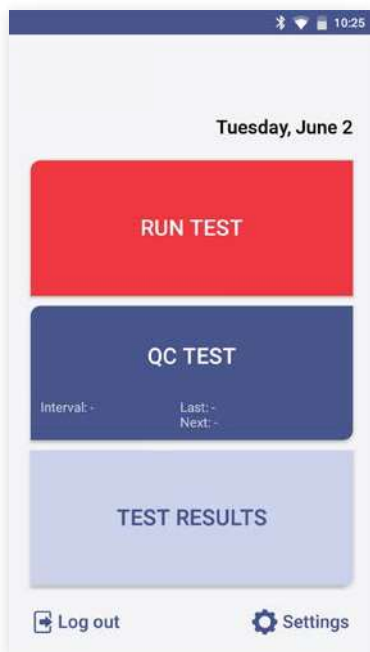 10:25
Tuesday, June 2
RUN TEST
QC TEST
Interval: - Last: -
Next: -
TEST RESULTS
Log out Settings